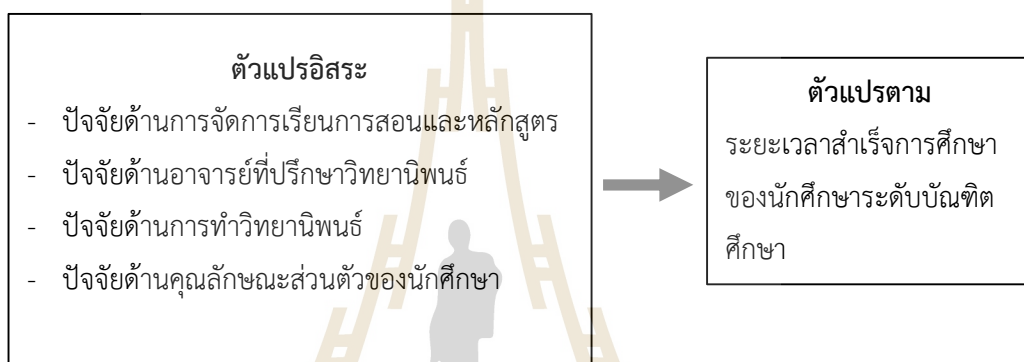 ตัวแปรอิสระ
- ปัจจัยด้านการจัดการเรียนการสอนและหลักสูตร
- ปัจจัยด้านอาจารย์ที่ปรึกษาวิทยานิพนธ์
- ปัจจัยด้านการทำวิทยานิพนธ์
- ปัจจัยด้านคุณลักษณะส่วนตัวของนักศึกษา
ตัวแปรตาม
ระยะเวลาสำเร็จการศึกษา
ของนักศึกษาระดับบัณฑิต
ศึกษา